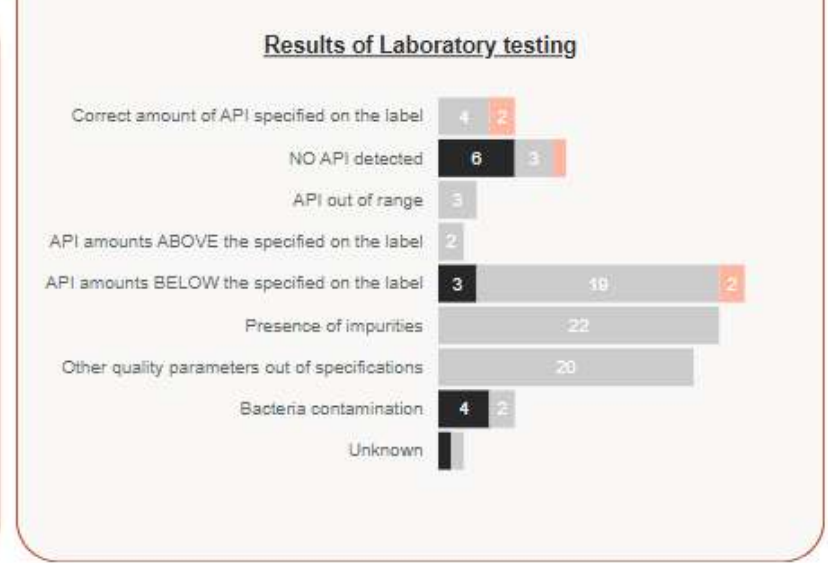 Results of Laboratory testing
Correct amount of API specified on the label 4 2
NO API detected 6 3
API out of range 3
API amounts ABOVE the specified on the label 2
API amounts BELOW the specified on the label 3 19 2
Presence of impurities 22
Other quality parameters out of specifications 20
Bacteria contamination 4 2
Unknown